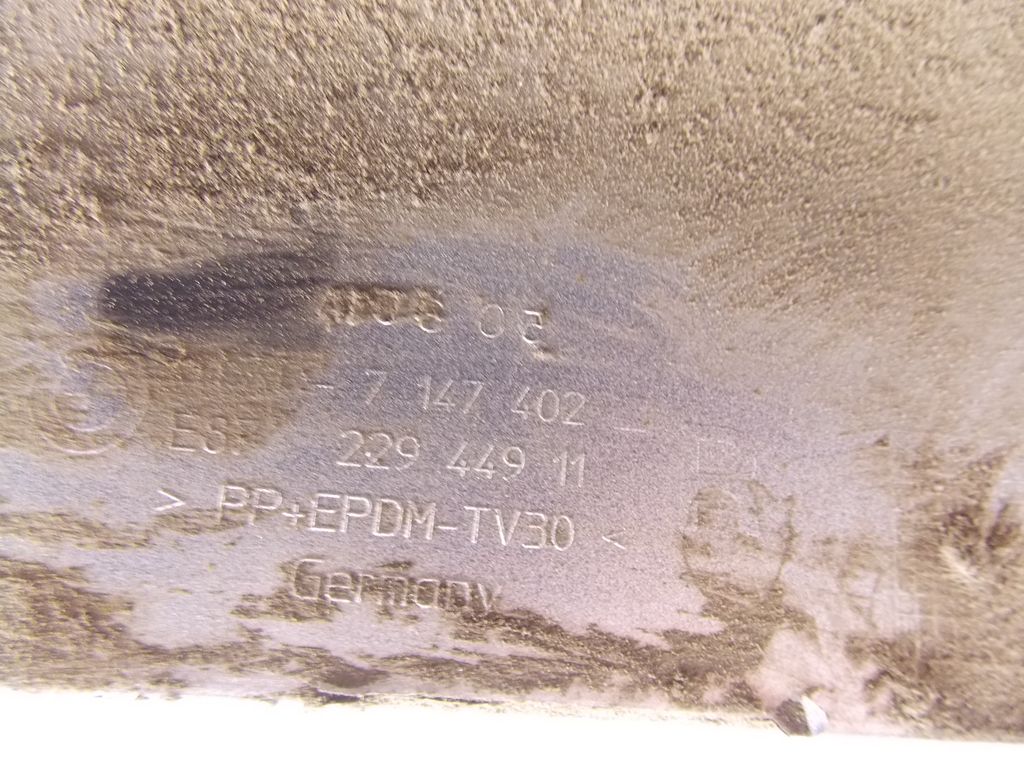 - 7 147 402
229 449 11
> PP+EPDM-TV30 <
Germany